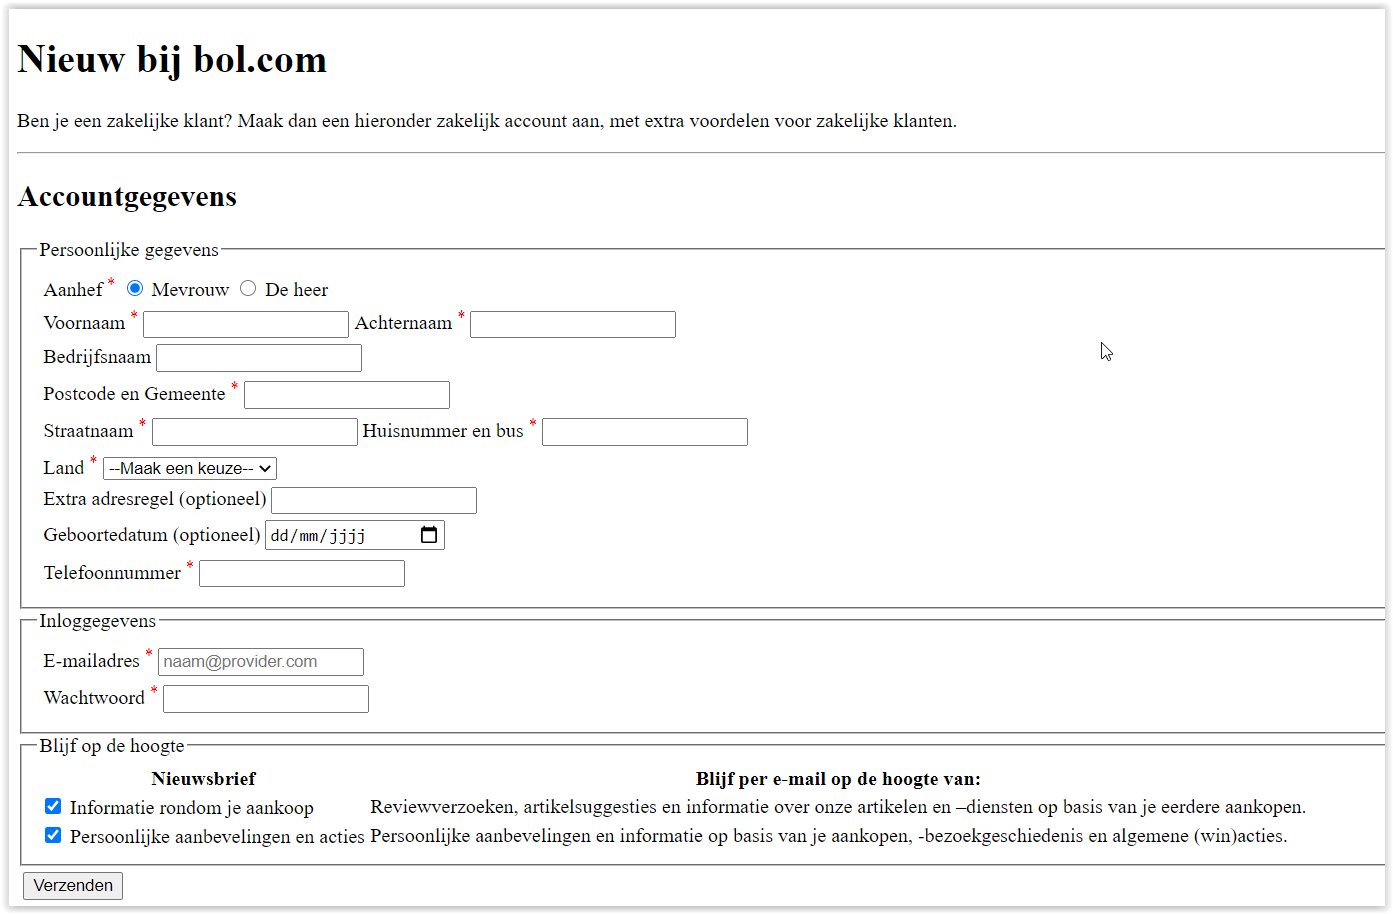 Nieuw bij bol.com
Ben je een zakelijke klant? Maak dan een hieronder zakelijk account aan, met extra voordelen voor zakelijke klanten.
Accountgegevens
Persoonlijke gegevens
Aanhef * Mevrouw De heer
Voornaam * Achternaam *
Bedrijfsnaam
Postcode en Gemeente *
Straatnaam * Huisnummer en bus *
Land * --Maak een keuze--
Extra adresregel (optioneel)
Geboortedatum (optioneel) dd/mm/jjjj
Telefoonnummer *
Inloggegevens
E-mailadres * naam@provider.com
Wachtwoord *
Blijf op de hoogte
Nieuwsbrief Blijf per e-mail op de hoogte van:
Informatie rondom je aankoop Reviewverzoeken, artikelsuggesties en informatie over onze artikelen en –diensten op basis van je eerdere aankopen.
Persoonlijke aanbevelingen en acties Persoonlijke aanbevelingen en informatie op basis van je aankopen, -bezoekgeschiedenis en algemene (win)acties.
Verzenden